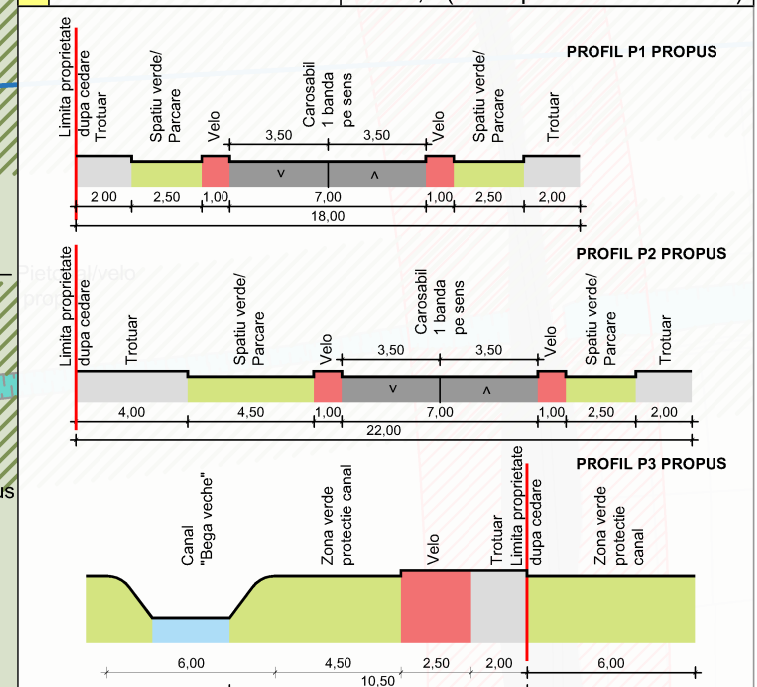 PROFIL P1 PROPUS
Limita proprietate
dupa cedare
Trotuar
Spatiu verde/
Parcare
Velo
Carosabil
1 banda
pe sens
Velo
Spatiu verde/
Parcare
Trotuar
3,50
3,50
2 00
2,50
1,00
7,00
1,00
2,50
2,00
18,00
PROFIL P2 PROPUS
Pietonal/velo
Limita proprietate
dupa cedare
Trotuar
Spatiu verde/
Parcare
Velo
Carosabil
1 banda
pe sens
Velo
Spatiu verde/
Parcare
Trotuar
3,50
3,50
4,00
4,50
1,00
7,00
1,00
2,50
2,00
22,00
PROFIL P3 PROPUS
us
Canal
"Bega veche"
Zona verde
protectie canal
Velo
Trotuar
Limita proprietate
dupa cedare
Zona verde
protectie
canal
6,00
4,50
2,50
2,00
6,00
10,50